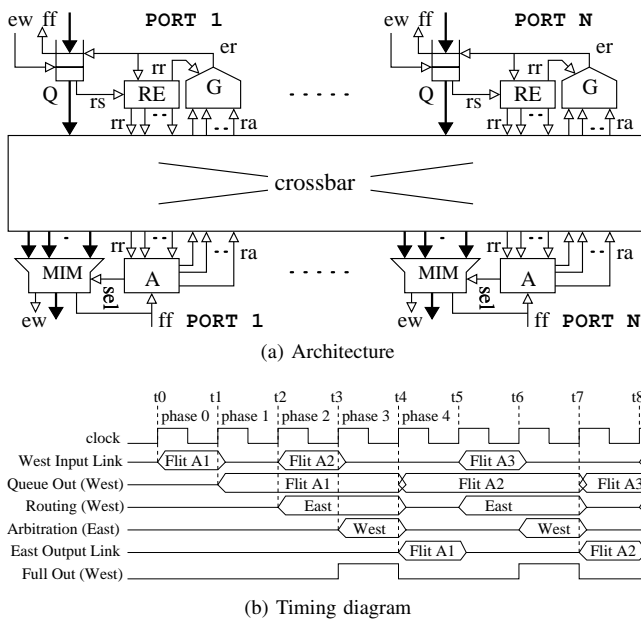 ew ff PORT 1 er ew ff PORT N er
rr G rr G
Q rs RE Q rs RE
rr ra rr ra
crossbar
rr ra rr ra
MIM A MIM A
sel sel
ew ff PORT 1 ew ff PORT N
(a) Architecture
t0 t1 t2 t3 t4 t5 t6 t7 t8
phase 0 phase 1 phase 2 phase 3 phase 4
clock
West Input Link Flit A1 Flit A2 Flit A3
Queue Out (West) Flit A1 Flit A2 Flit A3
Routing (West) East East
Arbitration (East) West West
East Output Link Flit A1 Flit A2
Full Out (West)
(b) Timing diagram